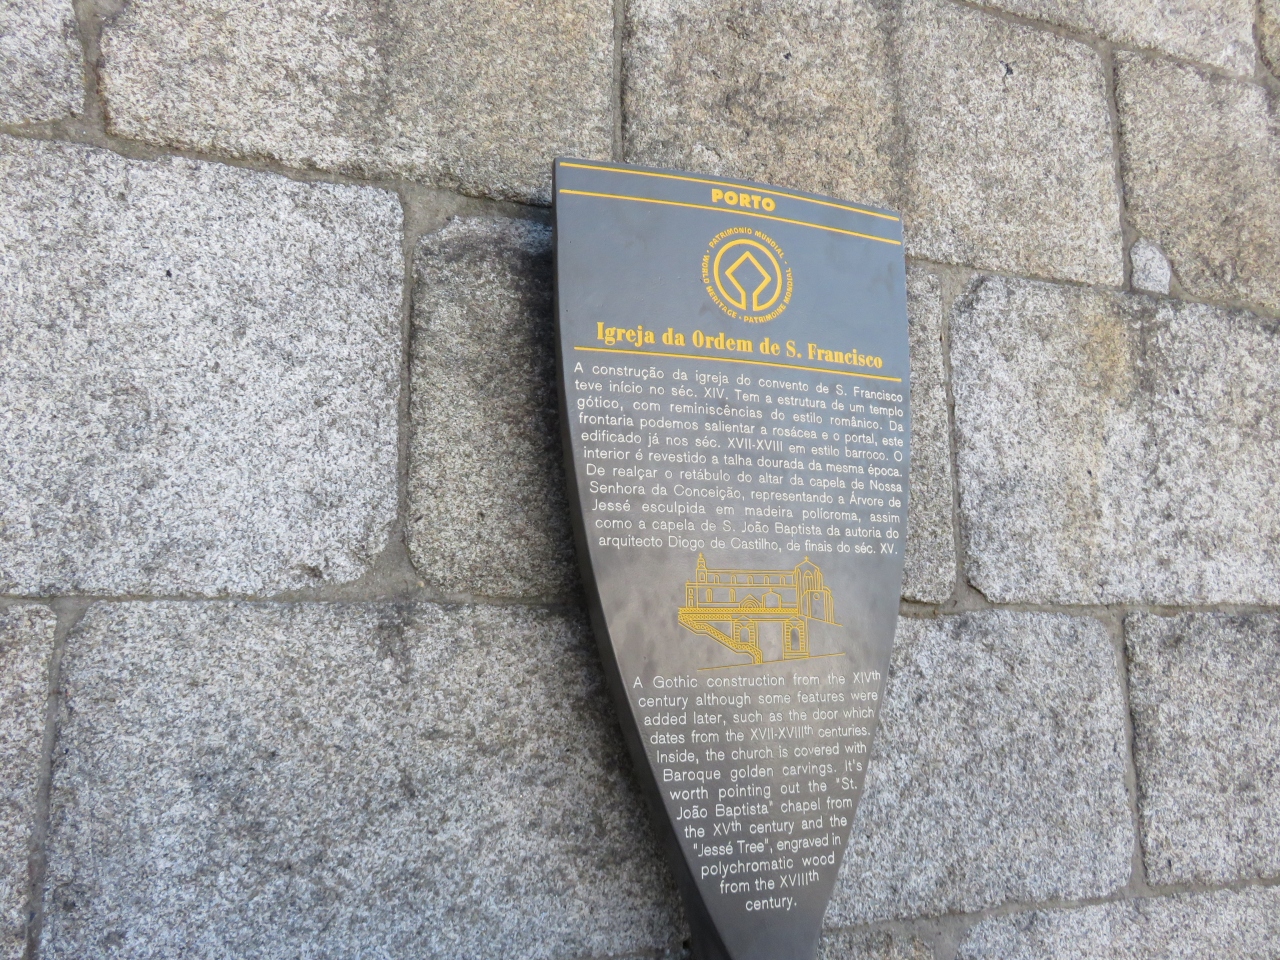 PORTO
PATRIMONIO MUNDIAL · WORLD HERITAGE · PATRIMOINE MONDIAL ·
Igreja da Ordem de S. Francisco
A construção da igreja do convento de S. Francisco
teve início no séc. XIV. Tem a estrutura de um templo
gótico, com reminiscências do estilo românico. Da
frontaria podemos salientar a rosácea e o portal, este
edificado já nos séc. XVII-XVIII em estilo barroco. O
interior é revestido a talha dourada da mesma época.
De realçar o retábulo do altar da capela de Nossa
Senhora da Conceição, representando a Árvore de
Jessé esculpida em madeira polícroma, assim
como a capela de S. João Baptista da autoria do
arquitecto Diogo de Castilho, de finais do séc. XV.
A Gothic construction from the XIVth
century although some features were
added later, such as the door which
dates from the XVII-XVIIIth centuries.
Inside, the church is covered with
Baroque golden carvings. It's
worth pointing out the "St.
João Baptista" chapel from
the XVth century and the
"Jessé Tree", engraved in
polychromatic wood
from the XVIIIth
century.